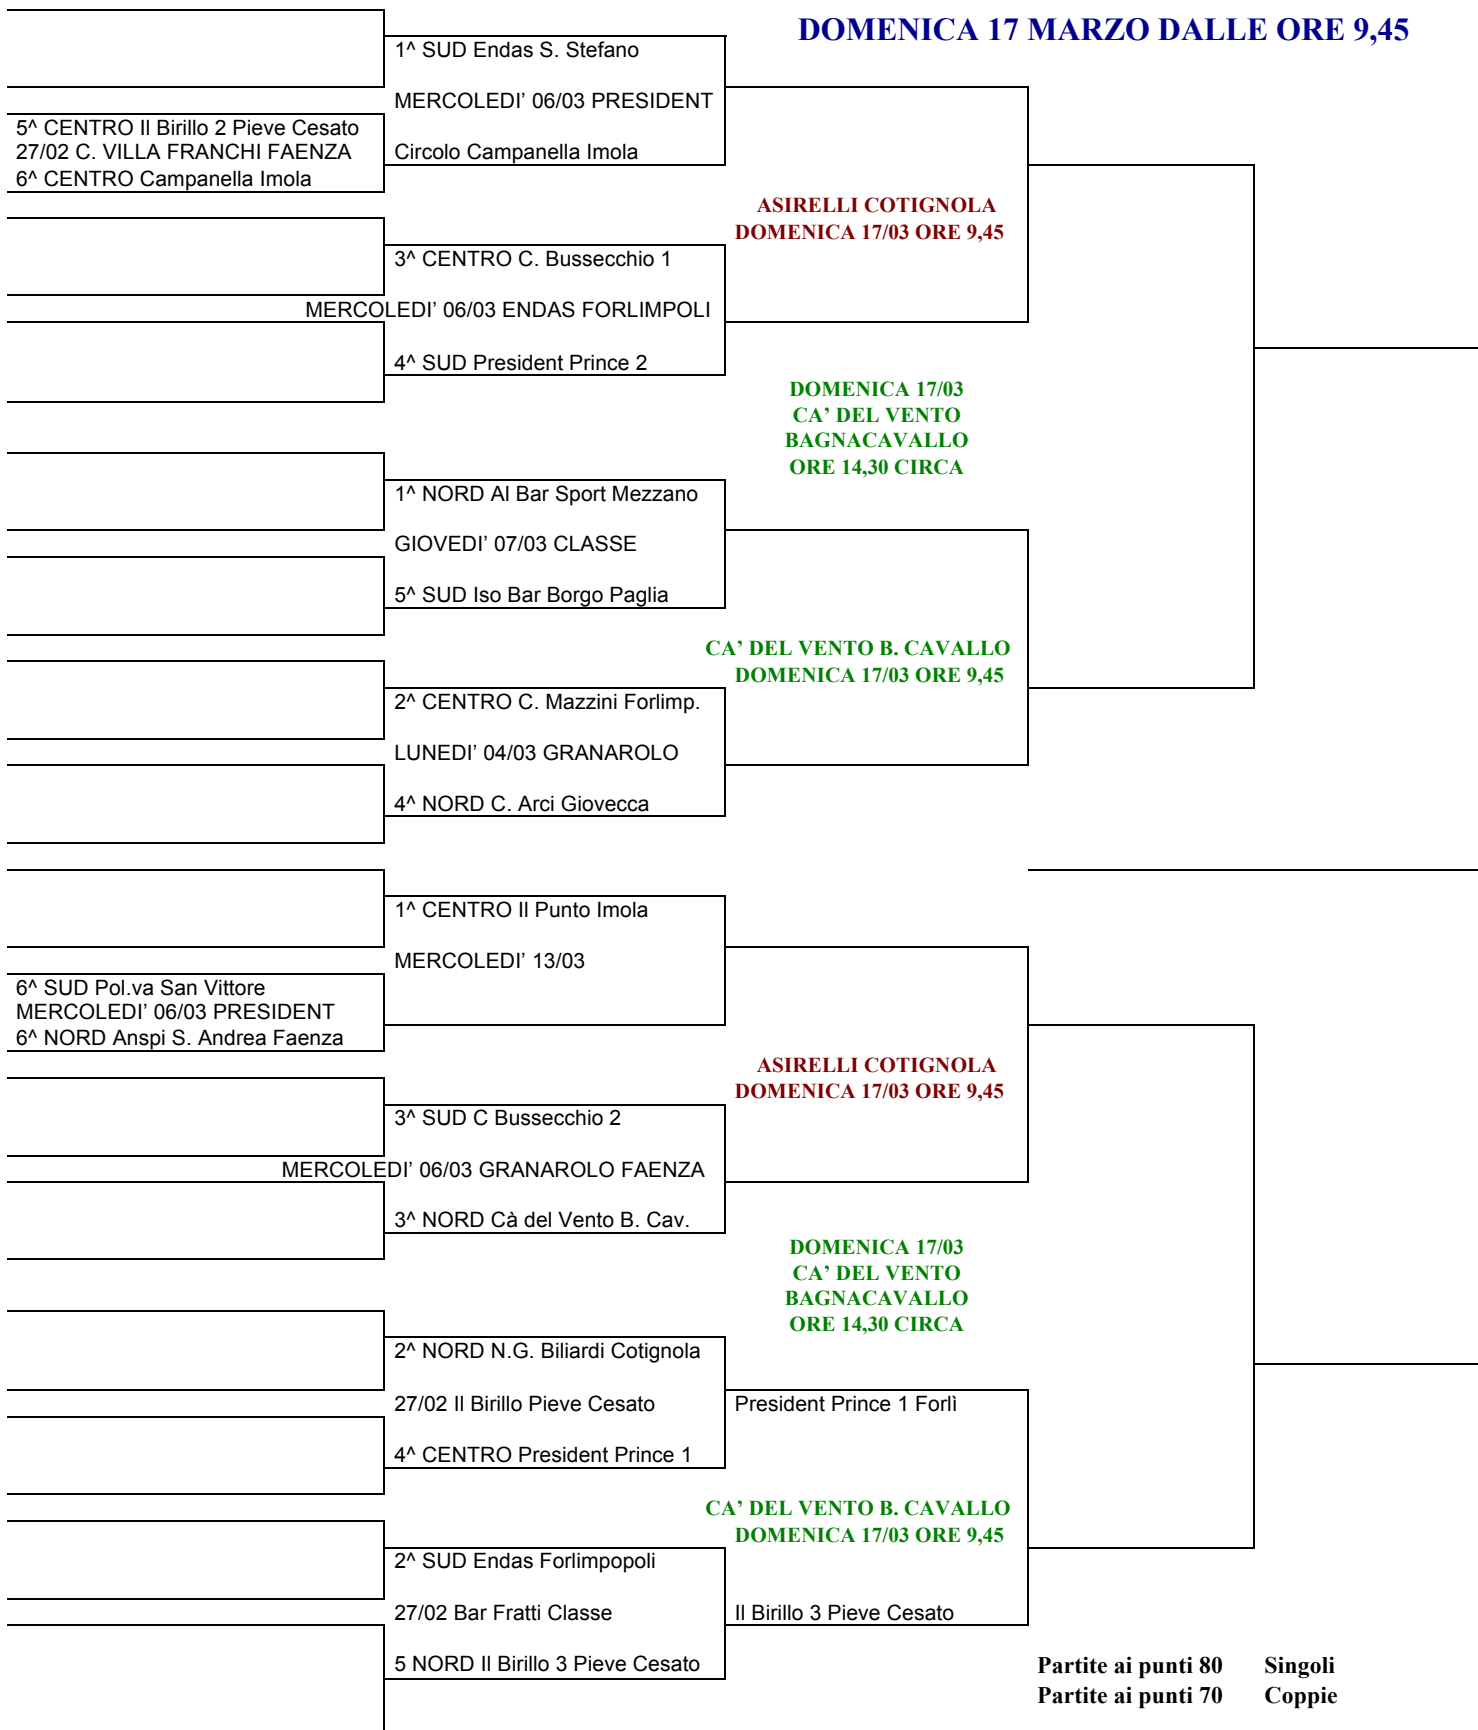 DOMENICA 17 MARZO DALLE ORE 9,45
1^ SUD Endas S. Stefano
MERCOLEDI’ 06/03 PRESIDENT
5^ CENTRO Il Birillo 2 Pieve Cesato
27/02 C. VILLA FRANCHI FAENZA
Circolo Campanella Imola
6^ CENTRO Campanella Imola
ASIRELLI COTIGNOLA
DOMENICA 17/03 ORE 9,45
3^ CENTRO C. Bussecchio 1
MERCOLEDI’ 06/03 ENDAS FORLIMPOLI
4^ SUD President Prince 2
DOMENICA 17/03
CA’ DEL VENTO
BAGNACAVALLO
ORE 14,30 CIRCA
1^ NORD Al Bar Sport Mezzano
GIOVEDI’ 07/03 CLASSE
5^ SUD Iso Bar Borgo Paglia
CA’ DEL VENTO B. CAVALLO
DOMENICA 17/03 ORE 9,45
2^ CENTRO C. Mazzini Forlimp.
LUNEDI’ 04/03 GRANAROLO
4^ NORD C. Arci Giovecca
1^ CENTRO Il Punto Imola
MERCOLEDI’ 13/03
6^ SUD Pol.va San Vittore
MERCOLEDI’ 06/03 PRESIDENT
6^ NORD Anspi S. Andrea Faenza
ASIRELLI COTIGNOLA
DOMENICA 17/03 ORE 9,45
3^ SUD C Bussecchio 2
MERCOLEDI’ 06/03 GRANAROLO FAENZA
3^ NORD Cà del Vento B. Cav.
DOMENICA 17/03
CA’ DEL VENTO
BAGNACAVALLO
ORE 14,30 CIRCA
2^ NORD N.G. Biliardi Cotignola
27/02 Il Birillo Pieve Cesato
President Prince 1 Forlì
4^ CENTRO President Prince 1
CA’ DEL VENTO B. CAVALLO
DOMENICA 17/03 ORE 9,45
2^ SUD Endas Forlimpopoli
27/02 Bar Fratti Classe
Il Birillo 3 Pieve Cesato
5 NORD Il Birillo 3 Pieve Cesato
Partite ai punti 80 Singoli
Partite ai punti 70 Coppie